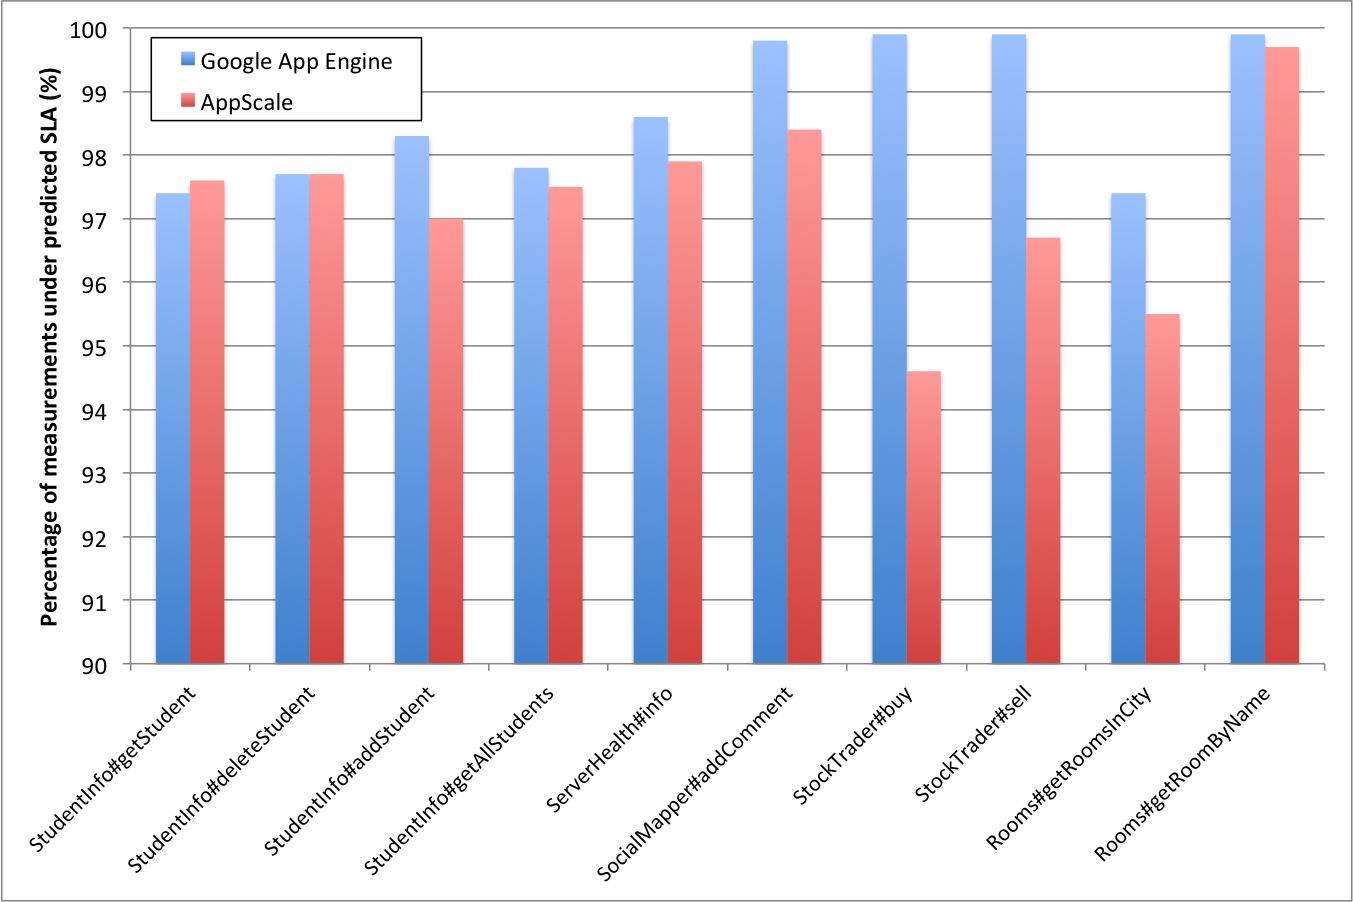 Percentage of measurements under predicted SLA (%)
100
99
98
97
96
95
94
93
92
91
90
Google App Engine
AppScale
StudentInfo#getStudent
StudentInfo#deleteStudent
StudentInfo#addStudent
StudentInfo#getAllStudents
ServerHealth#info
SocialMapper#addComment
StockTrader#buy
StockTrader#sell
Rooms#getRoomsInCity
Rooms#getRoomByName